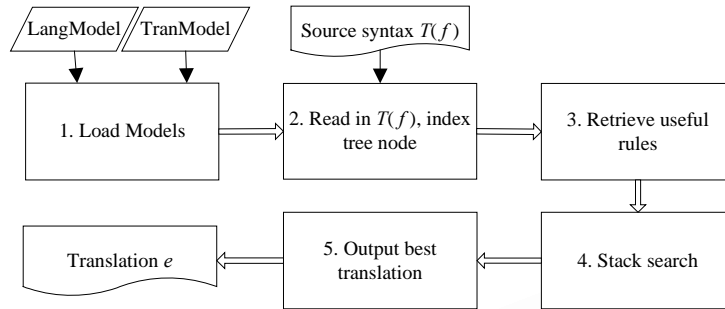 LangModel
TranModel
Source syntax T(f)
1. Load Models
2. Read in T(f), index
tree node
3. Retrieve useful
rules
Translation e
5. Output best
translation
4. Stack search